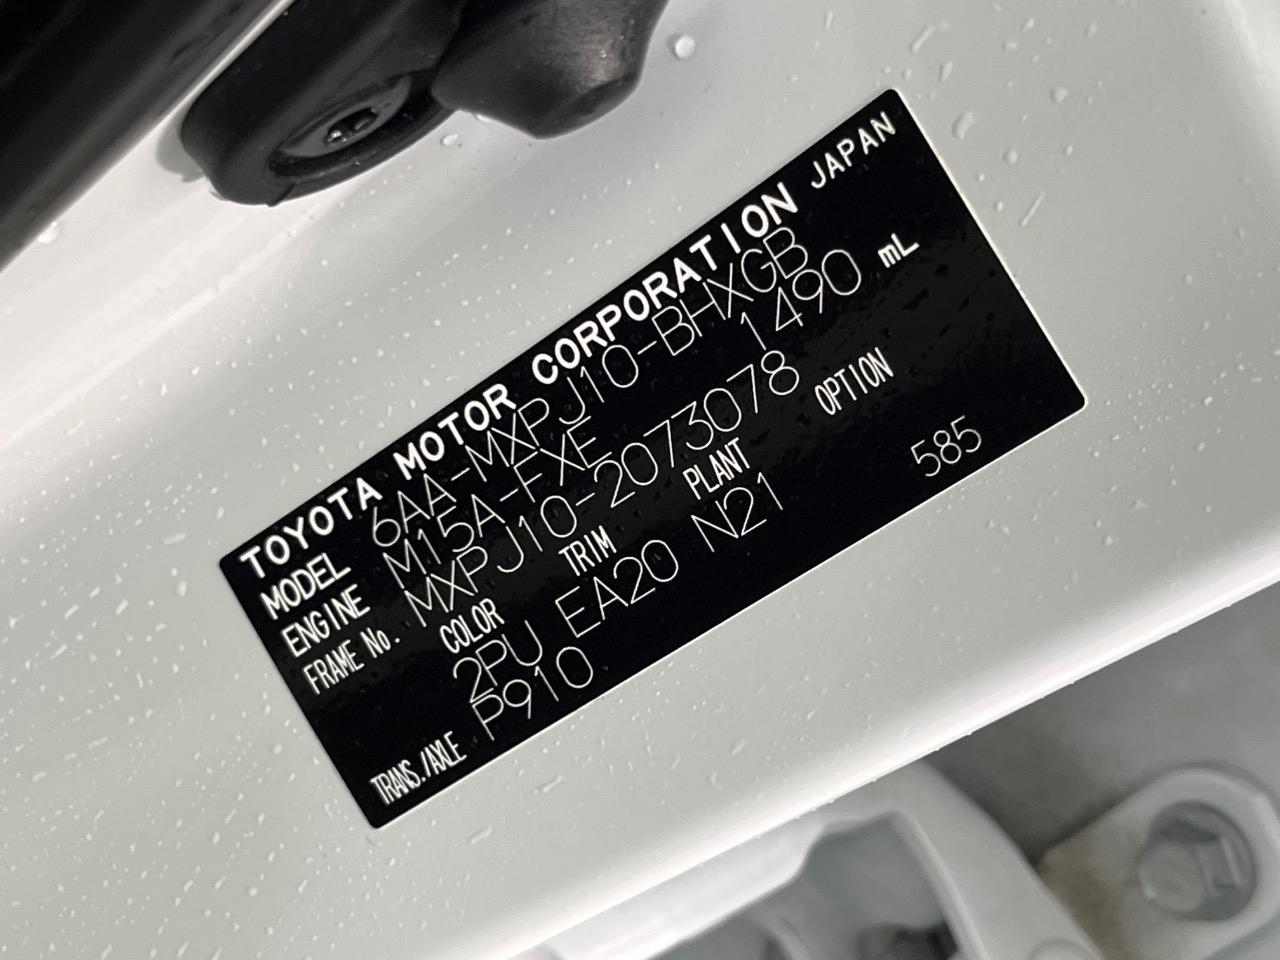 TOYOTA MOTOR CORPORATION JAPAN
MODEL 6AA-MXPJ10-BHXGB
ENGINE M15A-FXE 1490 mL
FRAME No. MXPJ10-2073078
COLOR TRIM PLANT OPTION
2PU EA20 N21 585
TRANS./AXLE P910